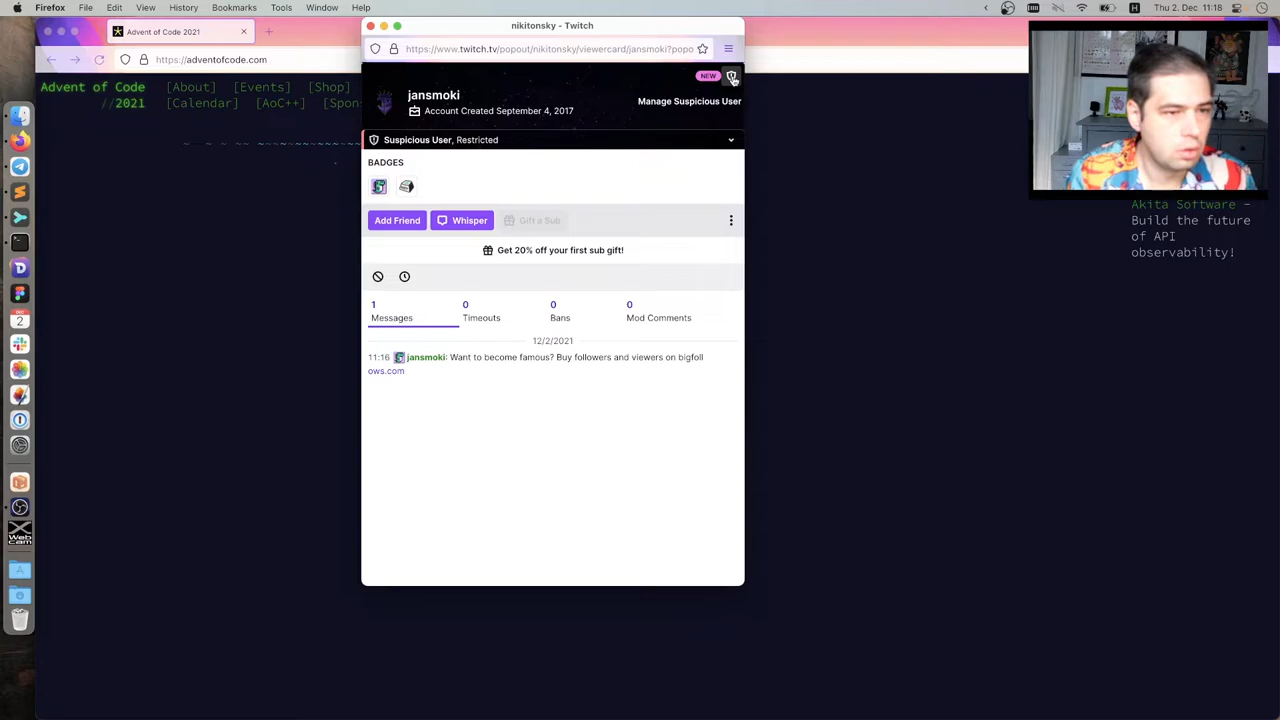 Firefox File Edit View History Bookmarks Tools Window Help
Thu 2. Dec 11:18
nikitonsky – Twitch
Advent of Code 2021
https://www.twitch.tv/popout/nikitonsky/viewercard/jansmoki?popo
https://adventofcode.com
NEW
Manage Suspicious User
jansmoki
Account Created September 4, 2017
Advent of Code [About] [Events] [Shop]
//2021 [Calendar] [AoC++] [Spons
Suspicious User, Restricted
BADGES
Add Friend
Whisper
Gift a Sub
Get 20% off your first sub gift!
1 0 0 0
Messages Timeouts Bans Mod Comments
12/2/2021
11:16 jansmoki: Want to become famous? Buy followers and viewers on bigfoll
ows.com
Akita Software –
Build the future
of API
observability!
DEC
2
WEB
CAM